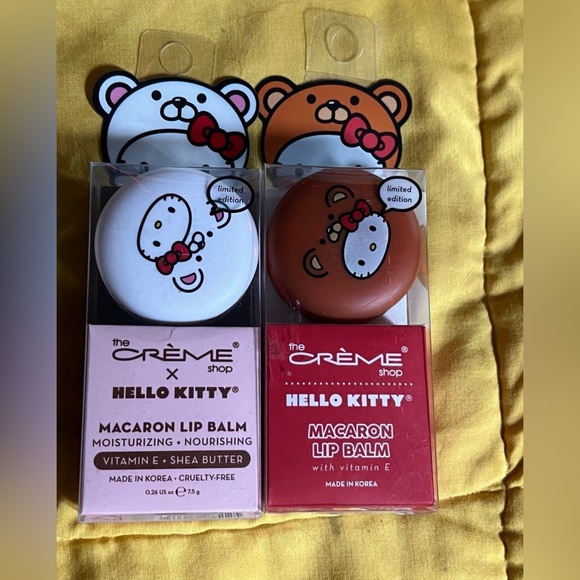 limited
edition
the
CRÈME®
shop
×
HELLO KITTY®
MACARON LIP BALM
MOISTURIZING • NOURISHING
VITAMIN E • SHEA BUTTER
MADE IN KOREA • CRUELTY-FREE
0.26 US oz ℮ 7.5 g
limited
edition
the
CRÈME®
shop
HELLO KITTY®
MACARON
LIP BALM
with vitamin E
MADE IN KOREA